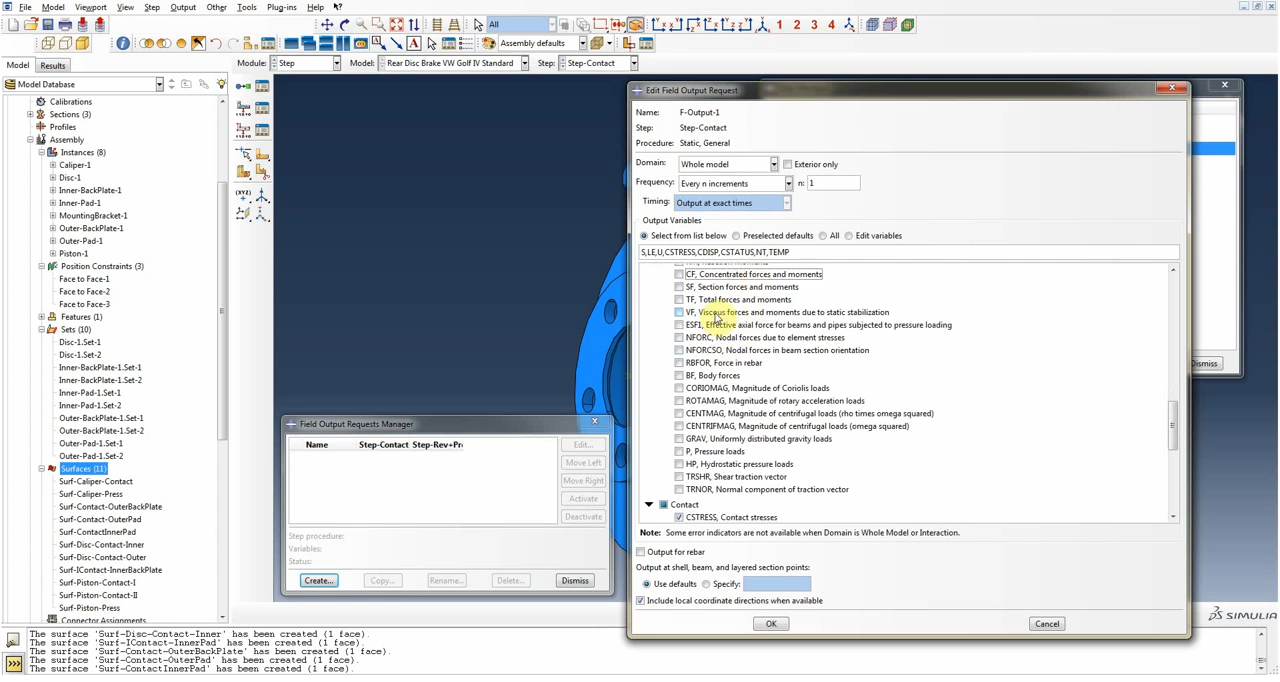 File Model Viewport View Step Output Other Tools Plug-ins Help
All
1 2 3 4
A
Assembly defaults
Model Results
Module: Step Model: Rear Disc Brake VW Golf IV Standard Step: Step-Contact
Model Database
Calibrations
Sections (3)
Profiles
Assembly
Instances (8)
Caliper-1
Disc-1
Inner-BackPlate-1
Inner-Pad-1
MountingBracket-1
Outer-BackPlate-1
Outer-Pad-1
Piston-1
Position Constraints (3)
Face to Face-1
Face to Face-2
Face to Face-3
Features (1)
Sets (10)
Disc-1.Set-1
Disc-1.Set-2
Inner-BackPlate-1.Set-1
Inner-BackPlate-1.Set-2
Inner-Pad-1.Set-1
Inner-Pad-1.Set-2
Outer-BackPlate-1.Set-1
Outer-BackPlate-1.Set-2
Outer-Pad-1.Set-1
Outer-Pad-1.Set-2
Surfaces (11)
Surf-Caliper-Contact
Surf-Caliper-Press
Surf-Contact-OuterBackPlate
Surf-Contact-OuterPad
Surf-ContactInnerPad
Surf-Disc-Contact-Inner
Surf-Disc-Contact-Outer
Surf-IContact-InnerBackPlate
Surf-Piston-Contact-I
Surf-Piston-Contact-II
Surf-Piston-Press
Connector Assignments
(XYZ)
Field Output Requests Manager
Name Step-Contact Step-Rev+Pr
Edit...
Move Left
Move Right
Activate
Deactivate
Step procedure:
Variables:
Status:
Create... Copy... Rename... Delete... Dismiss
Edit Field Output Request
Name: F-Output-1
Step: Step-Contact
Procedure: Static, General
Domain: Whole model Exterior only
Frequency: Every n increments n: 1
Timing: Output at exact times
Output Variables
Select from list below Preselected defaults All Edit variables
S,LE,U,CSTRESS,CDISP,CSTATUS,NT,TEMP
CF, Concentrated forces and moments
SF, Section forces and moments
TF, Total forces and moments
VF, Viscous forces and moments due to static stabilization
ESF1, Effective axial force for beams and pipes subjected to pressure loading
NFORC, Nodal forces due to element stresses
NFORCSO, Nodal forces in beam section orientation
RBFOR, Force in rebar
BF, Body forces
CORIOMAG, Magnitude of Coriolis loads
ROTAMAG, Magnitude of rotary acceleration loads
CENTMAG, Magnitude of centrifugal loads (rho times omega squared)
CENTRIFMAG, Magnitude of centrifugal loads (omega squared)
GRAV, Uniformly distributed gravity loads
P, Pressure loads
HP, Hydrostatic pressure loads
TRSHR, Shear traction vector
TRNOR, Normal component of traction vector
Contact
CSTRESS, Contact stresses
Note: Some error indicators are not available when Domain is Whole Model or Interaction.
Output for rebar
Output at shell, beam, and layered section points:
Use defaults Specify:
Include local coordinate directions when available
OK Cancel
Dismiss
SIMULIA
The surface 'Surf-Disc-Contact-Inner' has been created (1 face).
The surface 'Surf-IContact-InnerPad' has been created (1 face).
The surface 'Surf-Contact-OuterBackPlate' has been created (1 face).
The surface 'Surf-Contact-OuterPad' has been created (1 face).
The surface 'Surf-ContactInnerPad' has been created (1 face).
>>>